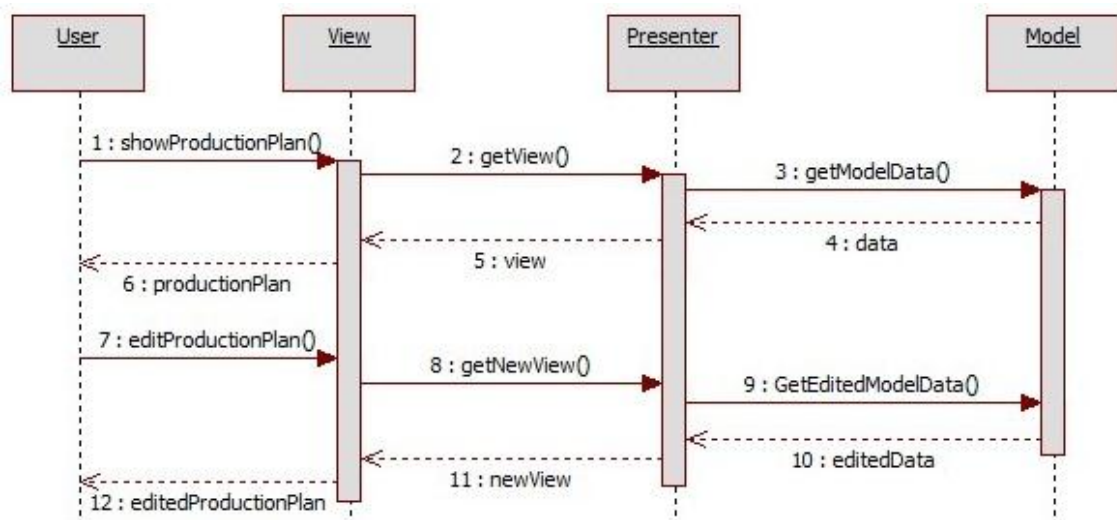 User
View
Presenter
Model
1 : showProductionPlan()
2 : getView()
3 : getModelData()
4 : data
5 : view
6 : productionPlan
7 : editProductionPlan()
8 : getNewView()
9 : GetEditedModelData()
10 : editedData
11 : newView
12 : editedProductionPlan